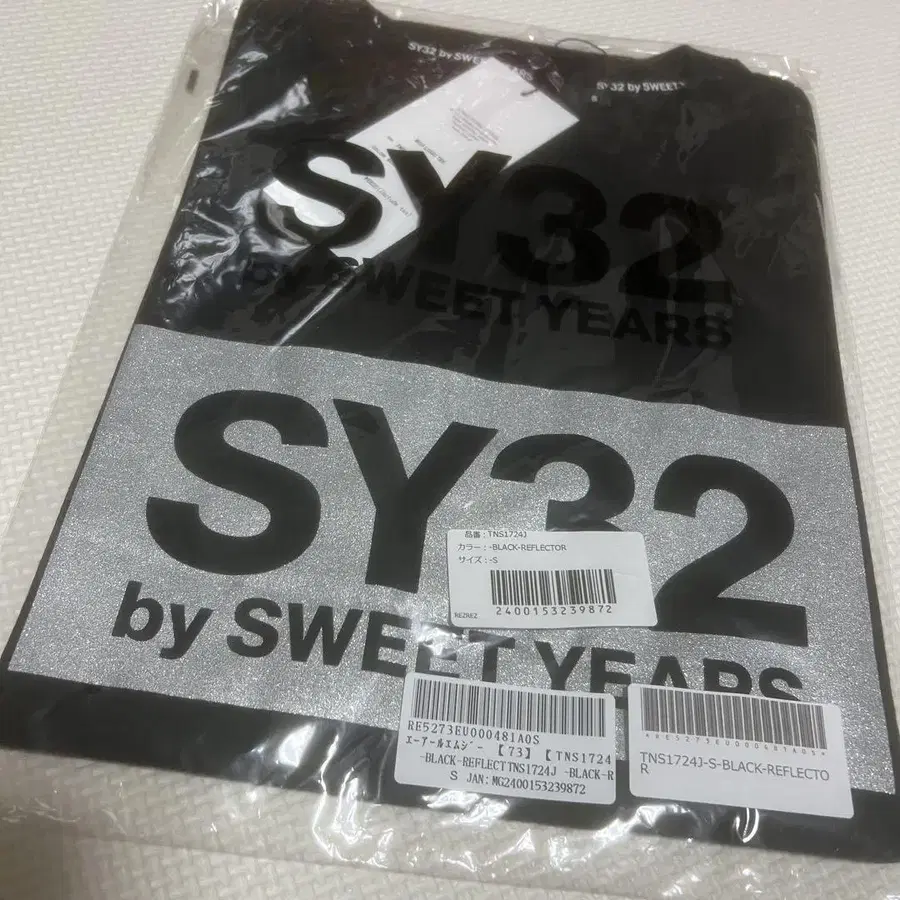 SY32 by SWEET YEARS
SY32 by SWEET
S
SY32
by SWEET YEARS
SY32
by SWEET YEARS
品番：TNS1724J
カラー：-BLACK-REFLECTOR
サイズ：-S
2400153239872
REZREZ
RE5273EU000481A0S
エーアールエムジー 【73】【TNS1724
-BLACK-REFLECTTNS1724J -BLACK-R
S JAN:MG2400153239872
*RE5273EU000481A0S*
TNS1724J-S-BLACK-REFLECTO
R